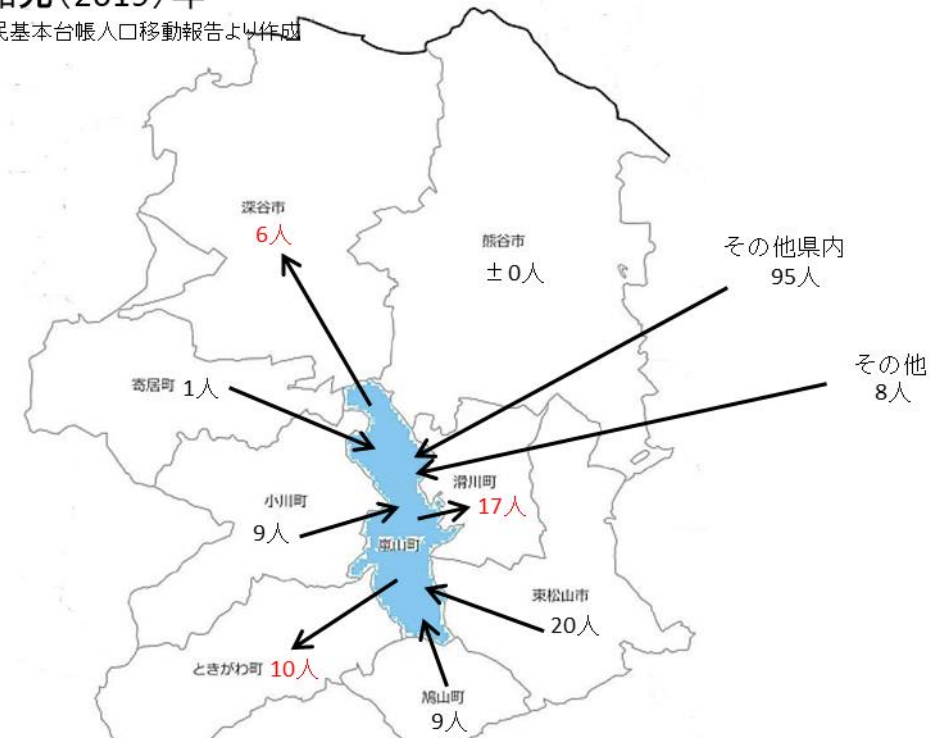 元(2019)年
民基本台帳人口移動報告より作成
深谷市
6人
熊谷市
±0人
その他県内
95人
その他
8人
寄居町 1人
滑川町
17人
小川町
9人
嵐山町
東松山市
20人
ときがわ町 10人
鳩山町
9人